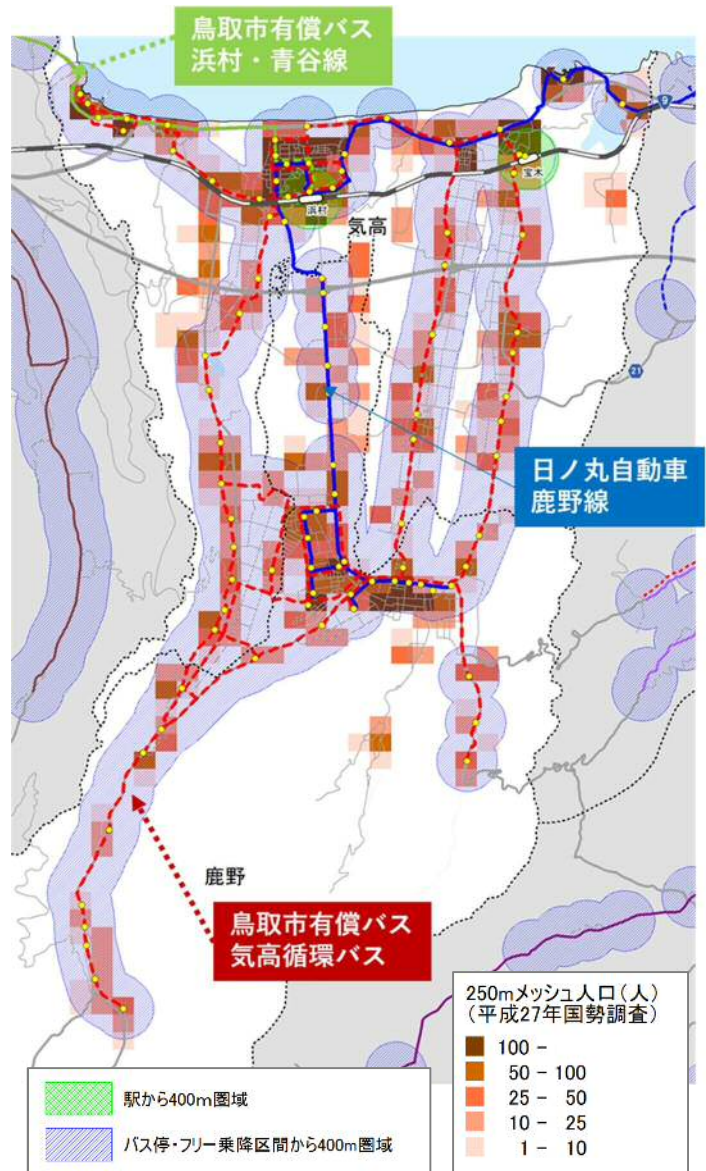 鳥取市有償バス
浜村・青谷線
9
宝木
浜村
気高
21
日ノ丸自動車
鹿野線
鹿野
鳥取市有償バス
気高循環バス
250mメッシュ人口(人)
(平成27年国勢調査)
100 -
50 - 100
25 - 50
10 - 25
1 - 10
駅から400m圏域
バス停・フリー乗降区間から400m圏域